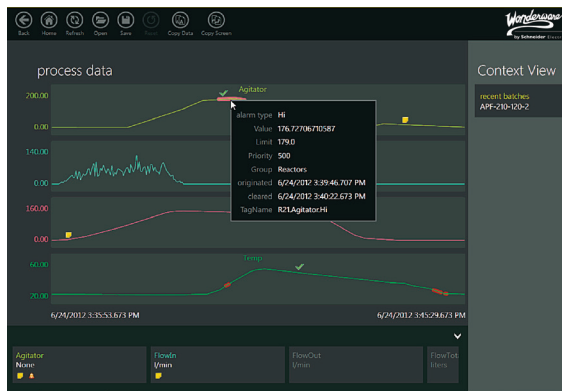 Back Home Refresh Open Save Copy Data Copy Screen
Wonderware
by Schneider Electric
process data
Context View
recent batches
APF-210-120-2
200.00
Agitator
0.00
140.00
0.00
160.00
0.00
60.00
Temp
20.00
alarm type Hi
Value 176.72706710587
Limit 179.0
Priority 500
Group Reactors
originated 6/24/2012 3:39:46.707 PM
cleared 6/24/2012 3:40:22.673 PM
TagName R21.Agitator.Hi
6/24/2012 3:35:53.673 PM 6/24/2012 3:45:29.673 PM
Agitator FlowIn FlowOut FlowTot
None l/min l/min liters